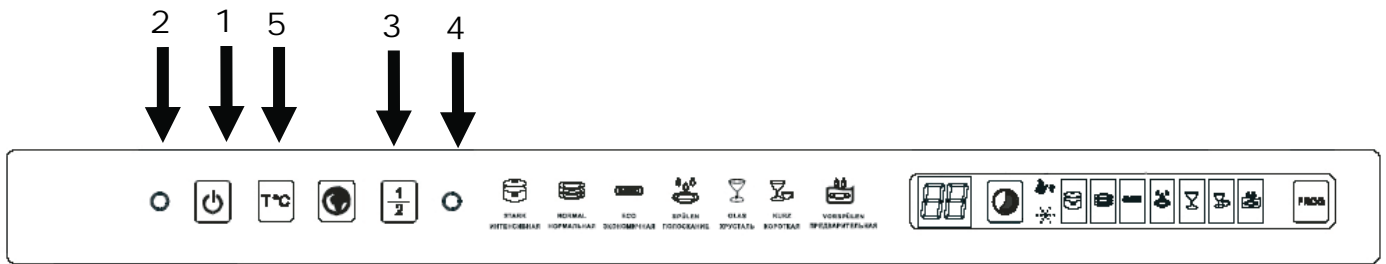 2 1 5 3 4
T°C
1
2
88
STARK NORMAL ECO SPÜLEN GLAS KURZ VORSPÜLEN
ИНТЕНСИВНАЯ НОРМАЛЬНАЯ ЭКОНОМИЧНАЯ ПОЛОСКАНИЕ ХРУСТАЛЬ КОРОТКАЯ ПРЕДВАРИТЕЛЬНАЯ
PROG